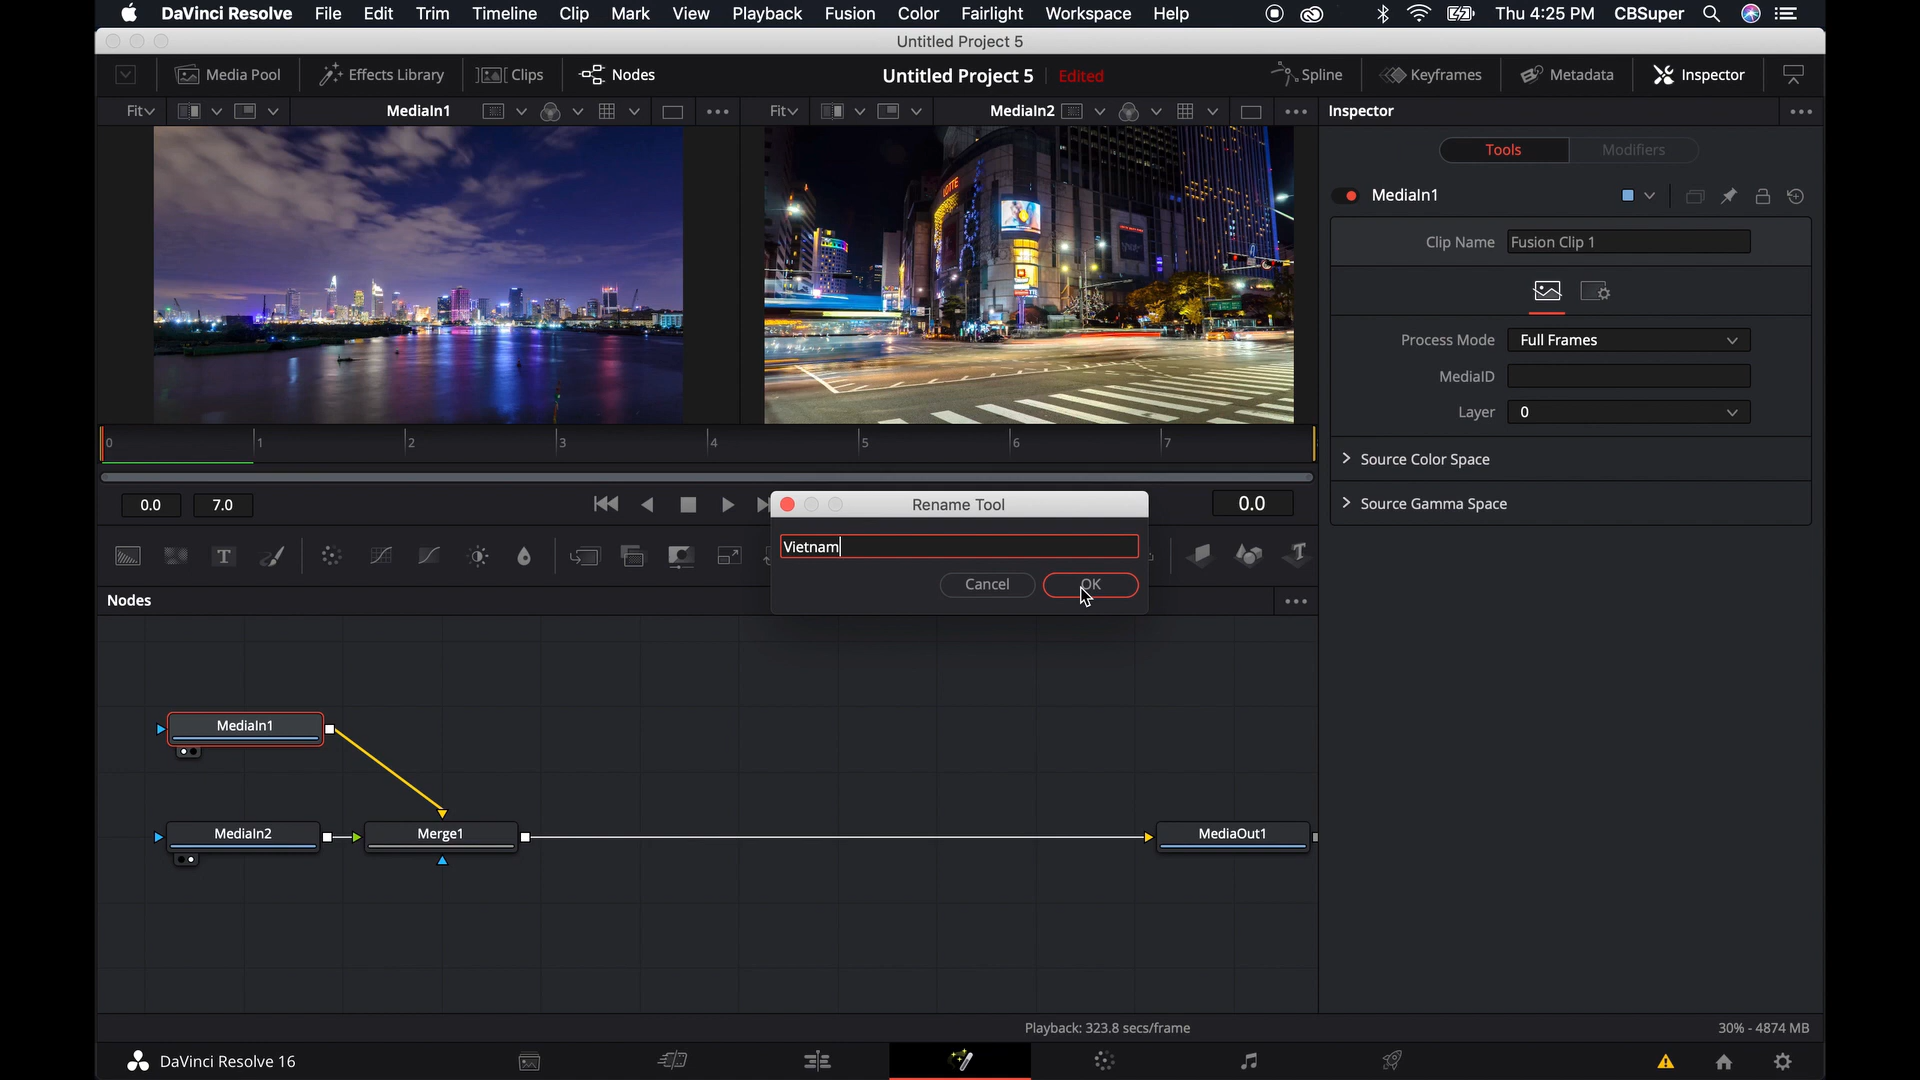 DaVinci Resolve File Edit Trim Timeline Clip Mark View Playback Fusion Color Fairlight Workspace Help Thu 4:25 PM CBSuper
Untitled Project 5
Media Pool Effects Library Clips Nodes Untitled Project 5 Edited Spline Keyframes Metadata Inspector
Fit MediaIn1 Fit MediaIn2 Inspector
Tools Modifiers
MediaIn1
Clip Name Fusion Clip 1
LOTTE
Process Mode Full Frames
MediaID
Layer 0
0 1 2 3 4 5 6 7
Source Color Space
0.0 7.0 0.0
Source Gamma Space
Rename Tool
Vietnam
Cancel OK
Nodes
MediaIn1
MediaIn2 Merge1 MediaOut1
Playback: 323.8 secs/frame 30% - 4874 MB
DaVinci Resolve 16